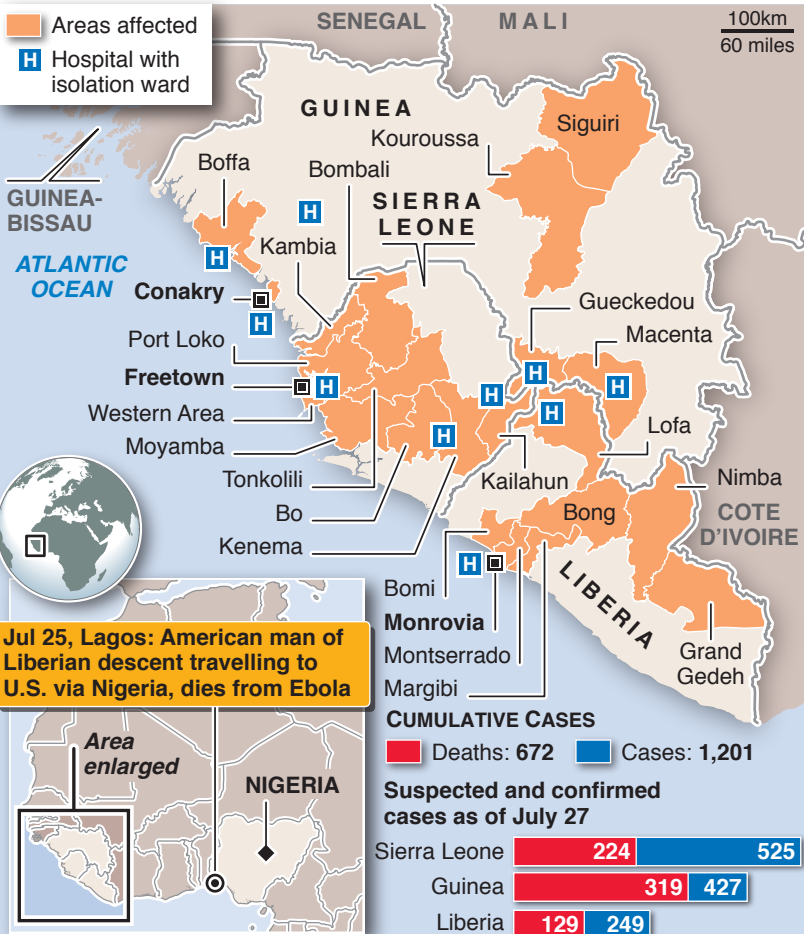 Areas affected
H Hospital with
isolation ward
SENEGAL
MALI
100km
60 miles
GUINEA
Siguiri
Kouroussa
Boffa
Bombali
GUINEA-
BISSAU
SIERRA
LEONE
H
Kambia
H
ATLANTIC
OCEAN
Conakry
H
Gueckedou
Macenta
Port Loko
Freetown
H
H
H
H
H
Western Area
Moyamba
H
Lofa
Tonkolili
Kailahun
Nimba
Bo
Bong
COTE
D'IVOIRE
Kenema
H
Bomi
LIBERIA
Monrovia
Montserrado
Margibi
Grand
Gedeh
Jul 25, Lagos: American man of
Liberian descent travelling to
U.S. via Nigeria, dies from Ebola
Area
enlarged
NIGERIA
CUMULATIVE CASES
Deaths: 672 Cases: 1,201
Suspected and confirmed
cases as of July 27
Sierra Leone 224 525
Guinea 319 427
Liberia 129 249